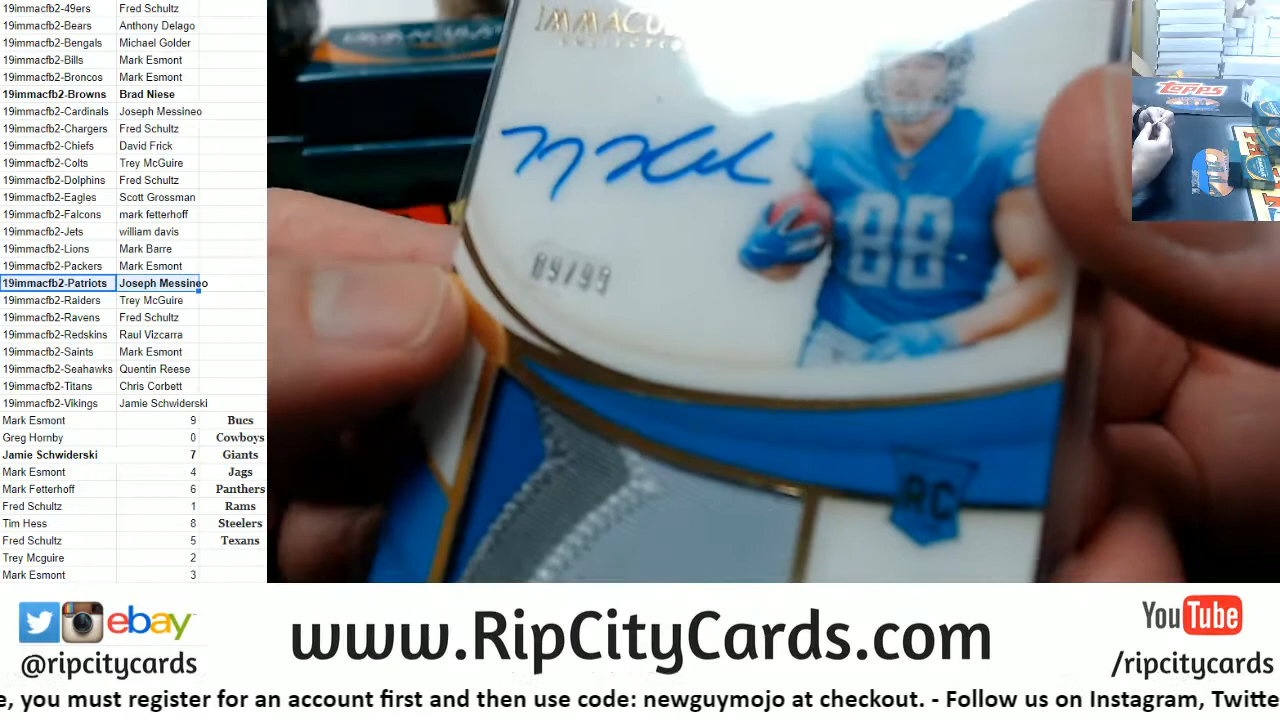 19immacfb2-49ers Fred Schultz
19immacfb2-Bears Anthony Delago
19immacfb2-Bengals Michael Golder
19immacfb2-Bills Mark Esmont
19immacfb2-Broncos Mark Esmont
19immacfb2-Browns Brad Niese
19immacfb2-Cardinals Joseph Messineo
19immacfb2-Chargers Fred Schultz
19immacfb2-Chiefs David Frick
19immacfb2-Colts Trey McGuire
19immacfb2-Dolphins Fred Schultz
19immacfb2-Eagles Scott Grossman
19immacfb2-Falcons mark fetterhoff
19immacfb2-Jets william davis
19immacfb2-Lions Mark Barre
19immacfb2-Packers Mark Esmont
19immacfb2-Patriots Joseph Messineo
19immacfb2-Raiders Trey McGuire
19immacfb2-Ravens Fred Schultz
19immacfb2-Redskins Raul Vizcarra
19immacfb2-Saints Mark Esmont
19immacfb2-Seahawks Quentin Reese
19immacfb2-Titans Chris Corbett
19immacfb2-Vikings Jamie Schwiderski
Mark Esmont 9 Bucs
Greg Hornby 0 Cowboys
Jamie Schwiderski 7 Giants
Mark Esmont 4 Jags
Mark Fetterhoff 6 Panthers
Fred Schultz 1 Rams
Tim Hess 8 Steelers
Fred Schultz 5 Texans
Trey Mcguire 2
Mark Esmont 3
88
89/99
RC
Topps
ebay
@ripcitycards
www.RipCityCards.com
YouTube
/ripcitycards
e, you must register for an account first and then use code: newguymojo at checkout. - Follow us on Instagram, Twitte